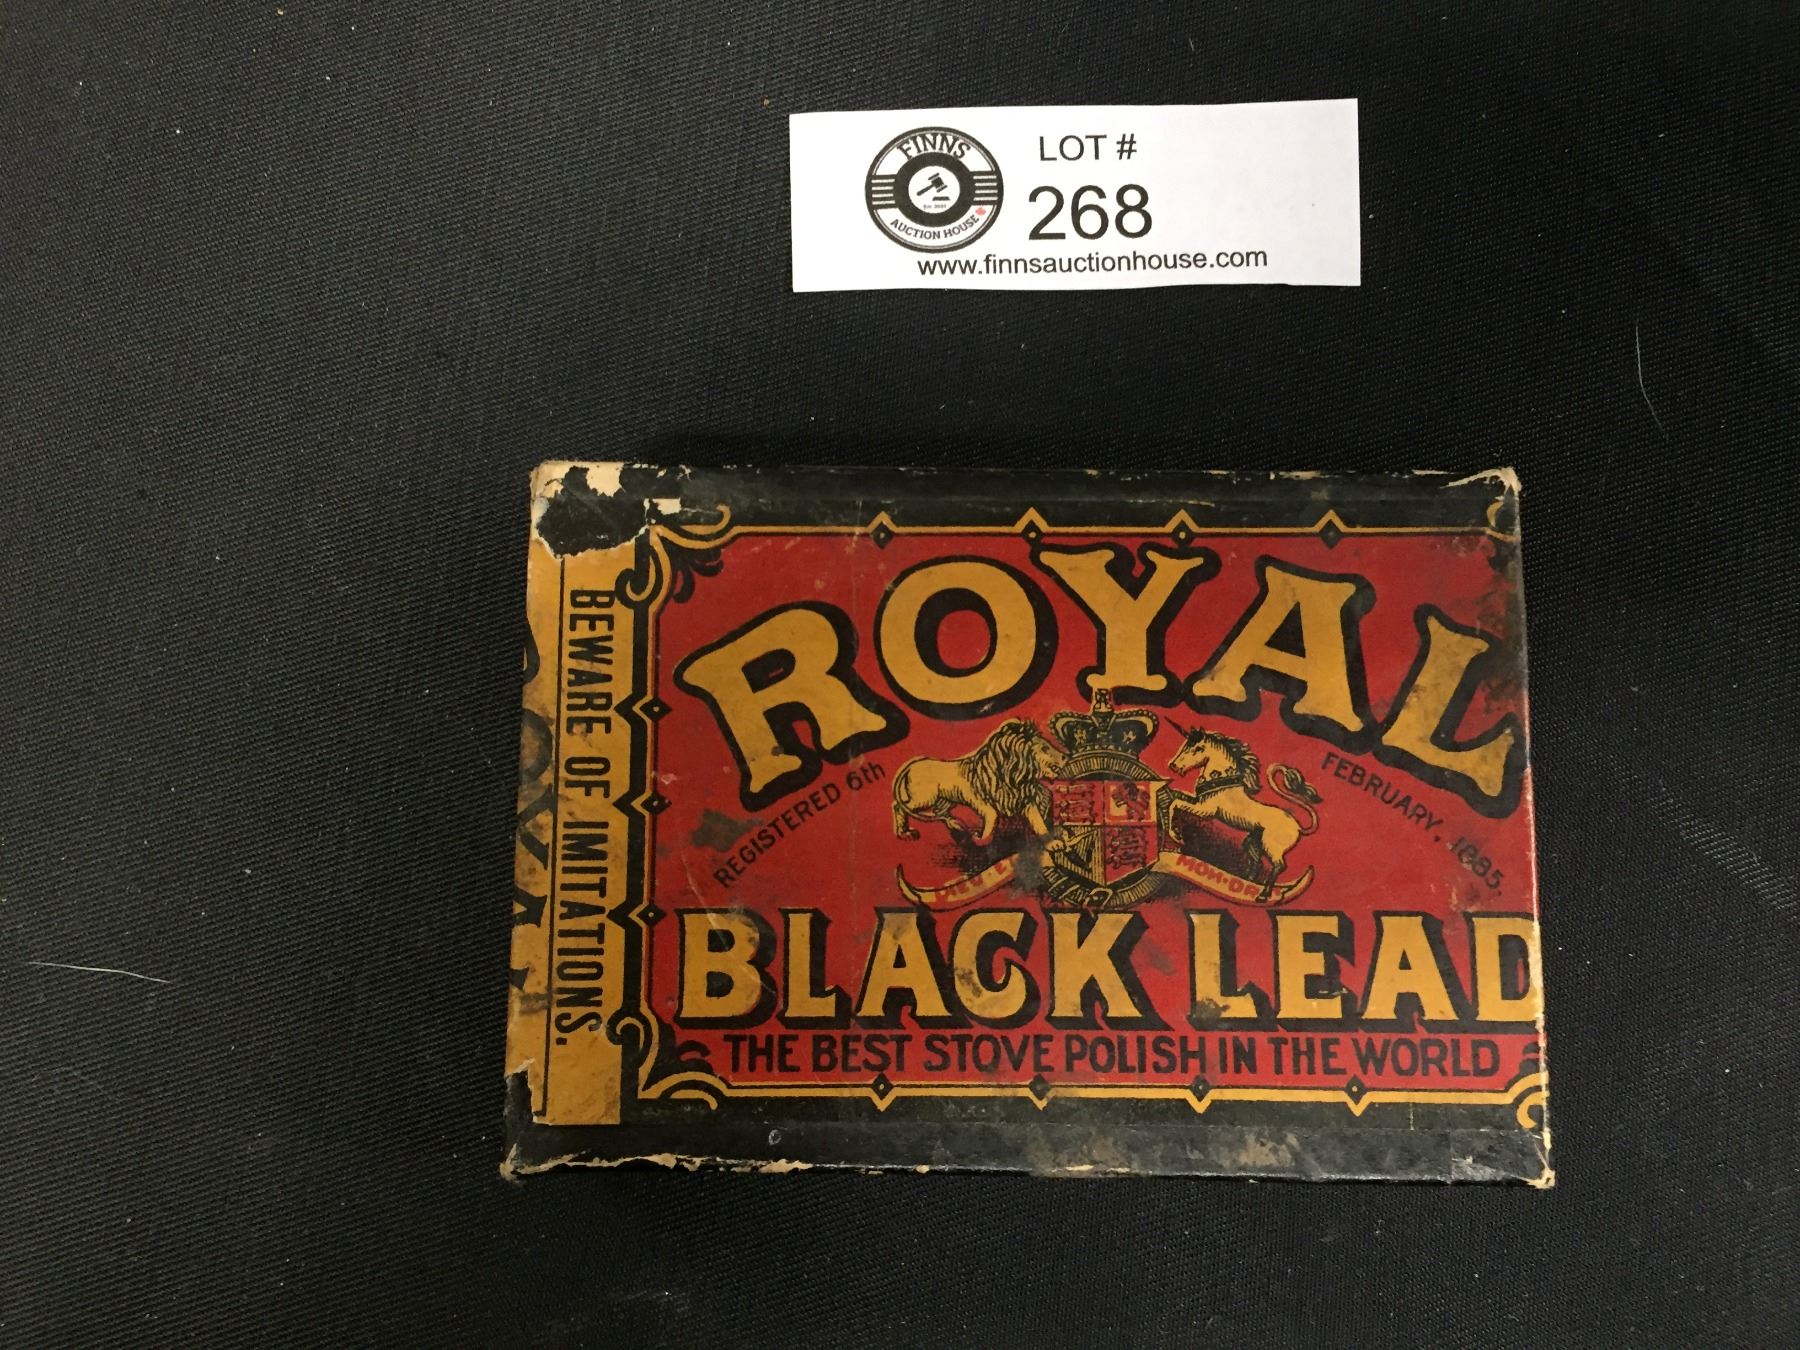 FINNS
AUCTION HOUSE
LOT #
268
www.finnsauctionhouse.com
BEWARE OF IMITATIONS.
ROYAL
REGISTERED 6th FEBRUARY, 1885.
BLACK LEAD
THE BEST STOVE POLISH IN THE WORLD